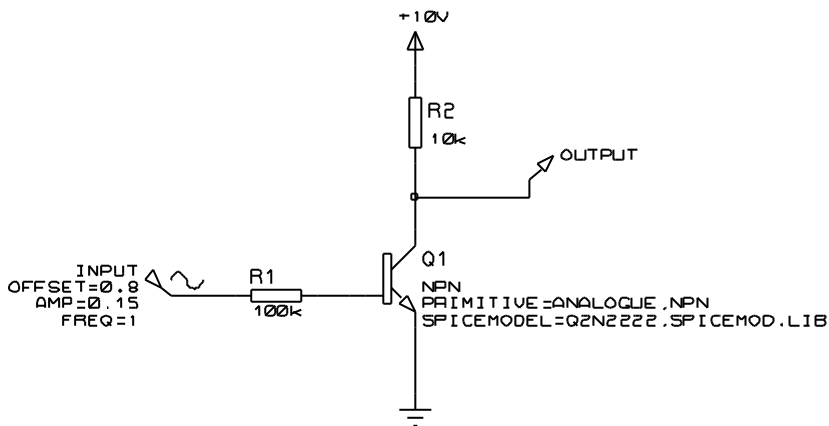 +10V
R2
10k
OUTPUT
Q1
INPUT
OFFSET=0.8
AMP=0.15
FREQ=1
R1
100k
NPN
PRIMITIVE=ANALOGUE,NPN
SPICEMODEL=Q2N2222,SPICEMOD.LIB